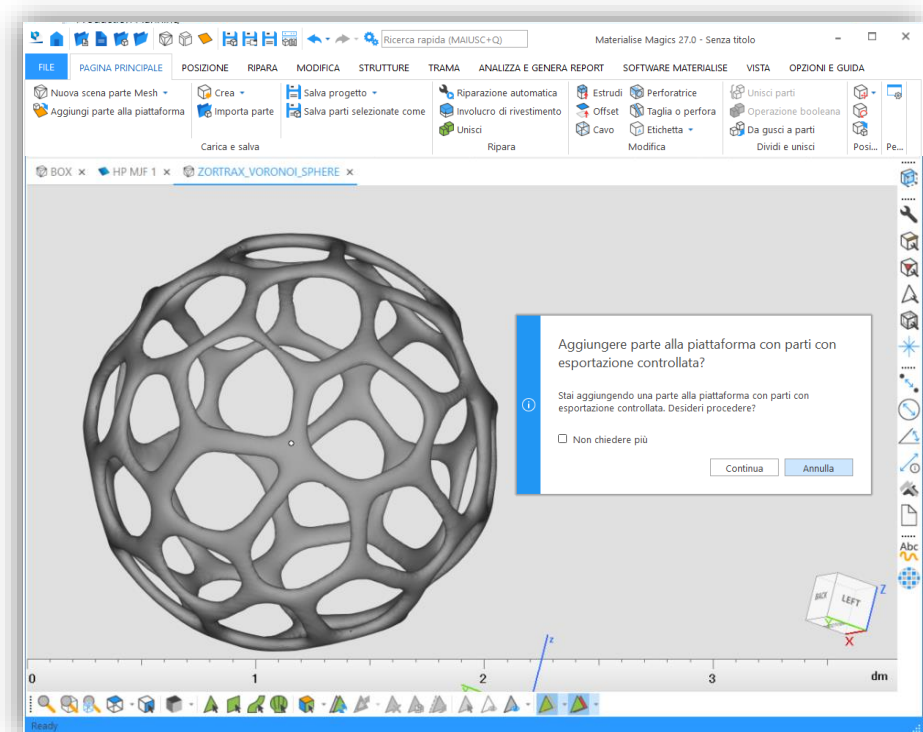 Ricerca rapida (MAIUSC+Q)
Materialise Magics 27.0 - Senza titolo
FILE PAGINA PRINCIPALE POSIZIONE RIPARA MODIFICA STRUTTURE TRAMA ANALIZZA E GENERA REPORT SOFTWARE MATERIALISE VISTA OPZIONI E GUIDA
Nuova scena parte Mesh Crea Salva progetto Riparazione automatica Estrudi Perforatrice Unisci parti
Aggiungi parte alla piattaforma Importa parte Salva parti selezionate come Involucro di rivestimento Offset Taglia o perfora Operazione booleana
Unisci Cavo Etichetta Da gusci a parti
Carica e salva Ripara Modifica Dividi e unisci Posi... Pe...
BOX HP MJF 1 ZORTRAX_VORONOI_SPHERE
Aggiungere parte alla piattaforma con parti con
esportazione controllata?
Stai aggiungendo una parte alla piattaforma con parti con
esportazione controllata. Desideri procedere?
Non chiedere più
Continua Annulla
Abc
BACK LEFT Z
X
z
0 1 2 3 dm
Ready